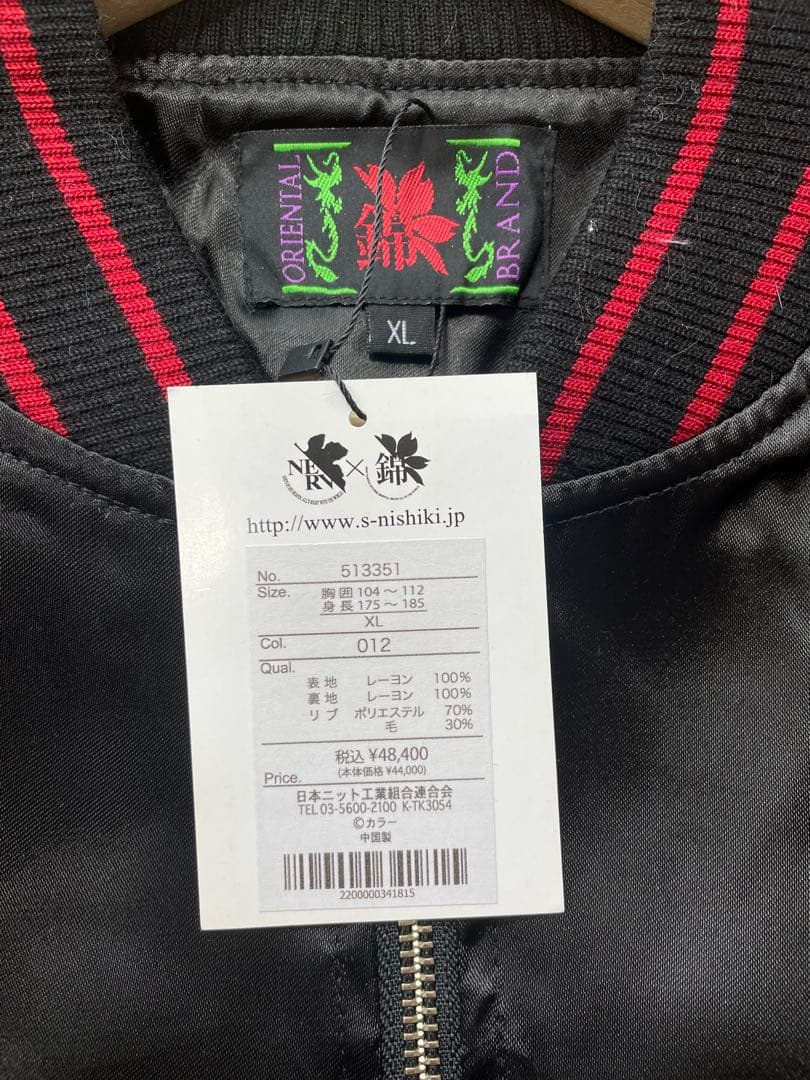 ORIENTAL
錦
BRAND
XL
NERV × 錦
http://www.s-nishiki.jp
No. 513351
Size. 胸囲 104～112
身長 175～185
XL
Col. 012
Qual.
表地 レーヨン 100%
裏地 レーヨン 100%
リブ ポリエステル 70%
毛 30%
税込 ¥48,400
(本体価格 ¥44,000)
Price.
日本ニット工業組合連合会
TEL 03-5600-2100 K-TK3054
©カラー
中国製
2200000341815